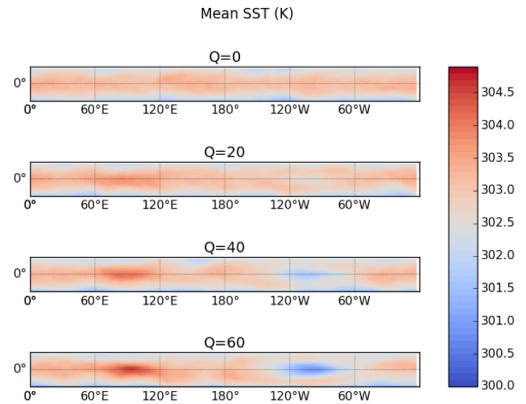 Mean SST (K)
Q=0
0°
0° 60°E 120°E 180° 120°W 60°W
Q=20
0°
0° 60°E 120°E 180° 120°W 60°W
Q=40
0°
0° 60°E 120°E 180° 120°W 60°W
Q=60
0°
0° 60°E 120°E 180° 120°W 60°W
304.5
304.0
303.5
303.0
302.5
302.0
301.5
301.0
300.5
300.0